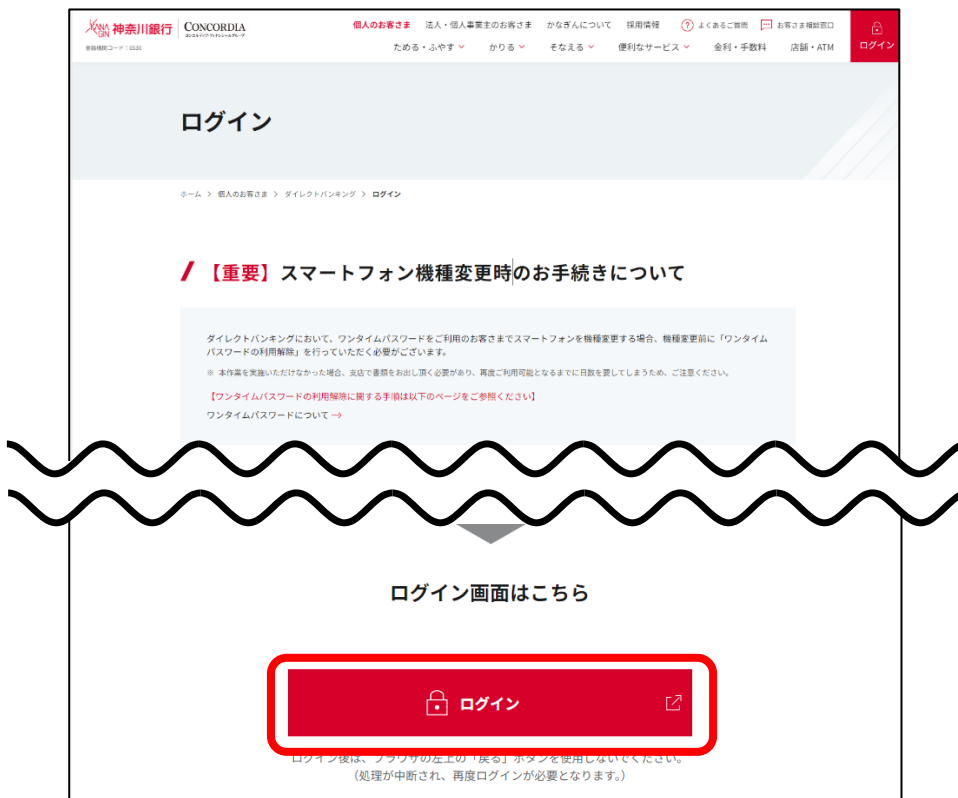 KANAGIN 神奈川銀行 CONCORDIA
個人のお客さま 法人・個人事業主のお客さま かなぎんについて 採用情報 ? よくあるご質問 お客さま相談窓口
ためる・ふやす かりる そなえる 便利なサービス 金利・手数料 店舗・ATM ログイン
ログイン
ホーム > 個人のお客さま > ダイレクトバンキング > ログイン
【重要】スマートフォン機種変更時のお手続きについて
ダイレクトバンキングにおいて、ワンタイムパスワードをご利用のお客さまでスマートフォンを機種変更する場合、機種変更前に「ワンタイム
パスワードの利用解除」を行っていただく必要がございます。
※ 本作業を実施いただけなかった場合、支店で書類をお出し頂く必要があり、再度ご利用可能となるまでに日数を要してしまうため、ご注意ください。
【ワンタイムパスワードの利用解除に関する手順は以下のページをご参照ください】
ワンタイムパスワードについて →
ログイン画面はこちら
ログイン
ログイン後は、ブラウザの左上の「戻る」ボタンを使用しないでください。
（処理が中断され、再度ログインが必要となります。）